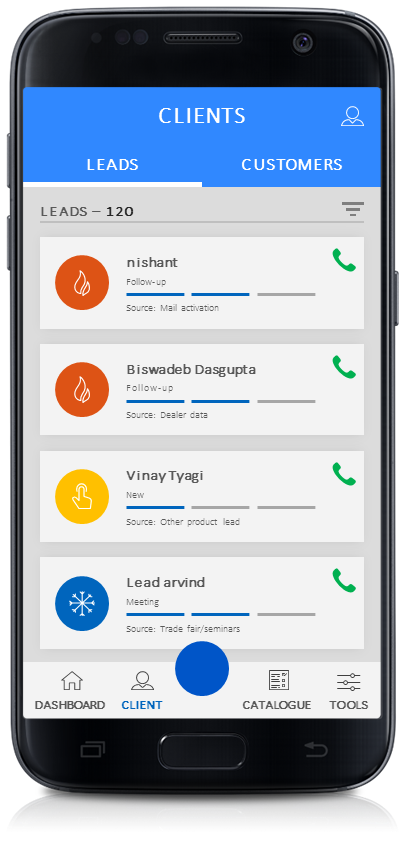 CLIENTS
LEADS CUSTOMERS
LEADS – 120
nishant
Follow-up
Source: Mail activation
Biswadeb Dasgupta
Follow-up
Source: Dealer data
Vinay Tyagi
New
Source: Other product lead
Lead arvind
Meeting
Source: Trade fair/seminars
DASHBOARD CLIENT CATALOGUE TOOLS